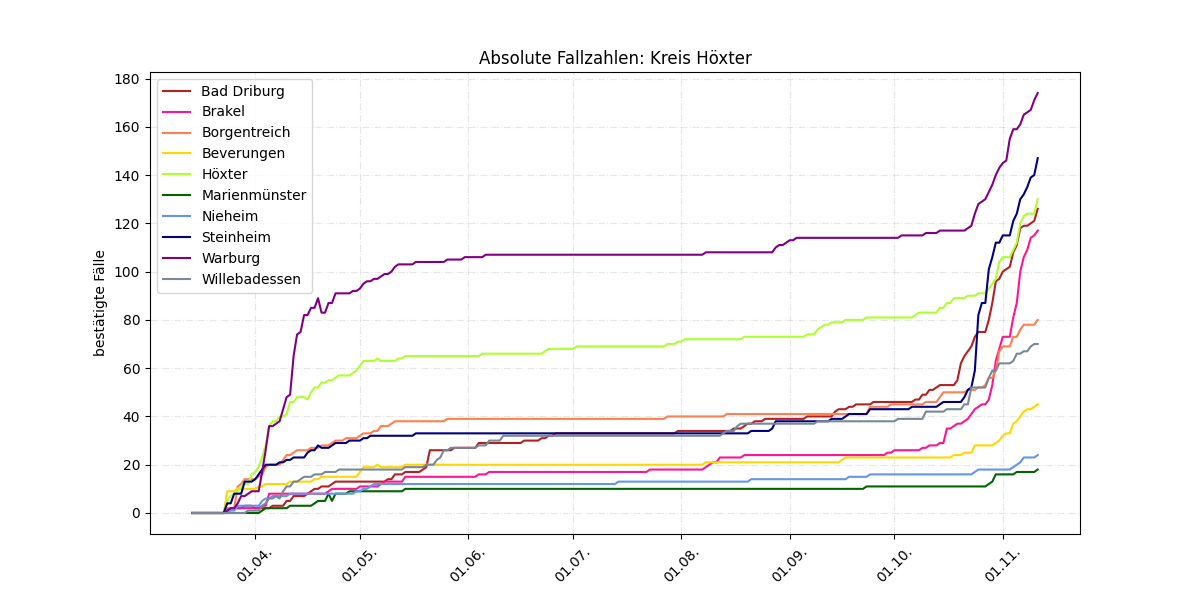 Absolute Fallzahlen: Kreis Höxter
bestätigte Fälle
180
160
140
120
100
80
60
40
20
0
Bad Driburg
Brakel
Borgentreich
Beverungen
Höxter
Marienmünster
Nieheim
Steinheim
Warburg
Willebadessen
01.04.
01.05.
01.06.
01.07.
01.08.
01.09.
01.10.
01.11.